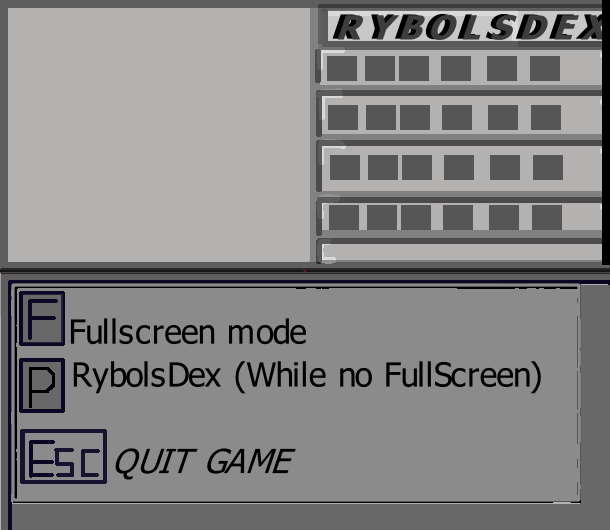 RYBOLSDEX
F Fullscreen mode
P RybolsDex (While no FullScreen)
Esc QUIT GAME